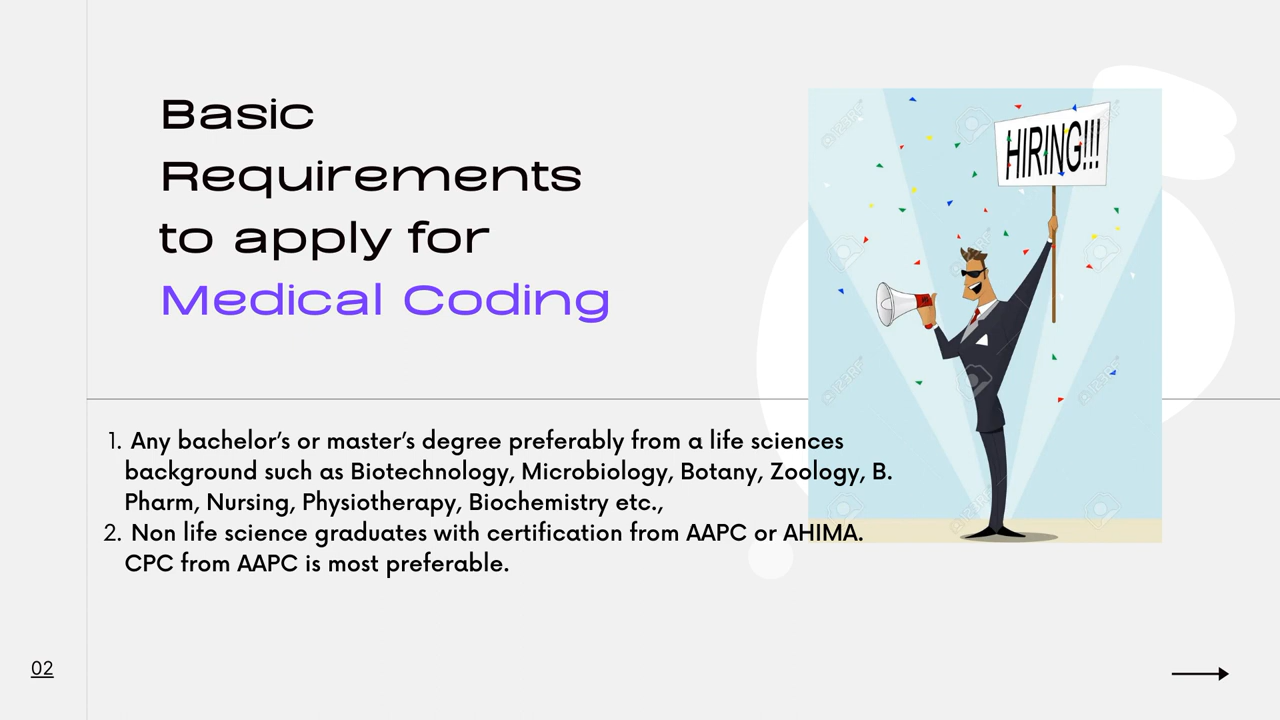 Basic
Requirements
to apply for
Medical Coding
HIRING!!!
1. Any bachelor's or master's degree preferably from a life sciences
background such as Biotechnology, Microbiology, Botany, Zoology, B.
Pharm, Nursing, Physiotherapy, Biochemistry etc.,
2. Non life science graduates with certification from AAPC or AHIMA.
CPC from AAPC is most preferable.
02